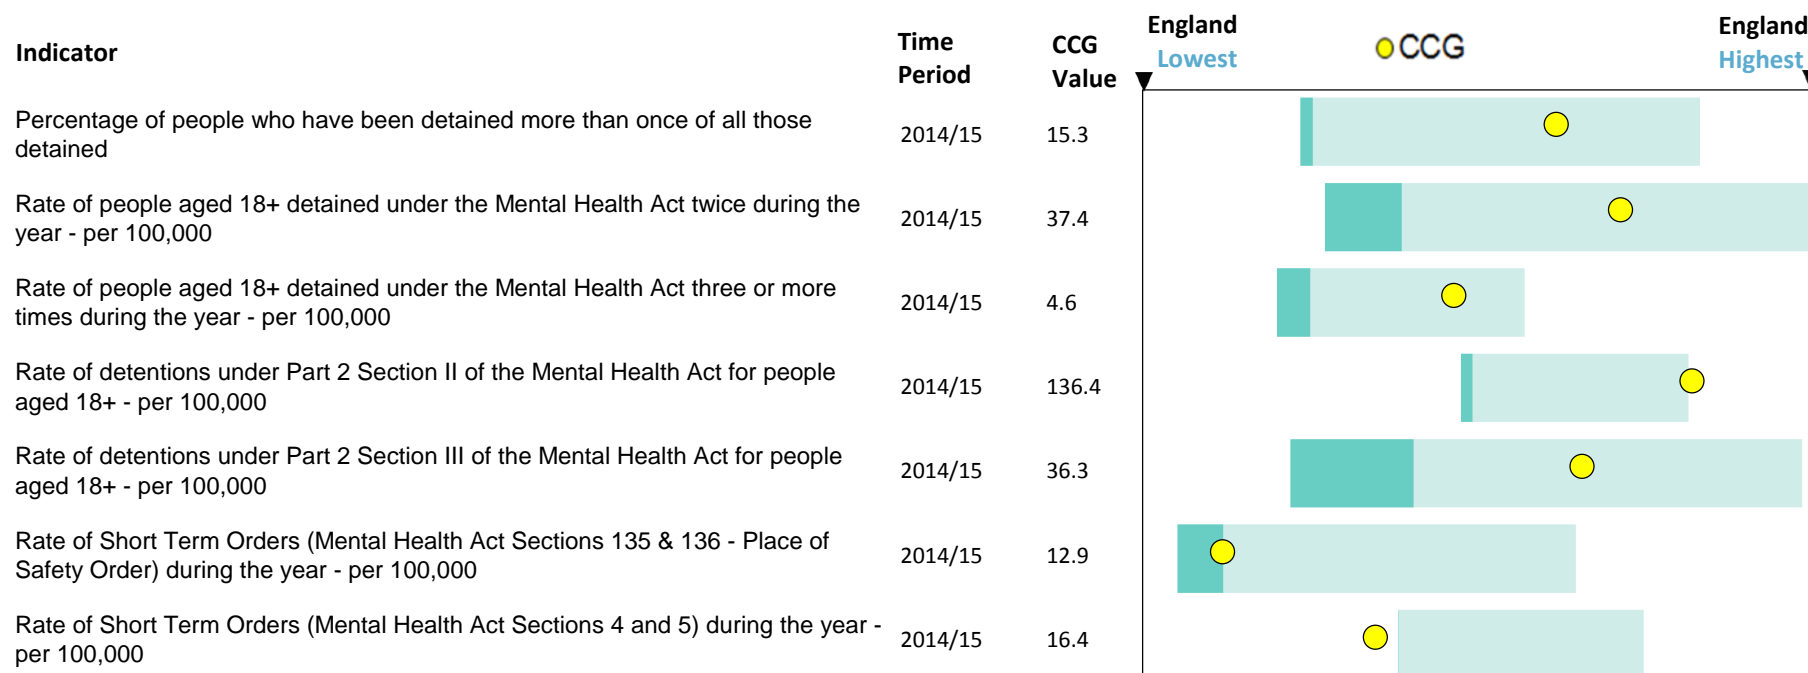 Indicator
Time
Period
CCG
Value
England
Lowest
CCG
England
Highest
Percentage of people who have been detained more than once of all those
detained
2014/15
15.3
Rate of people aged 18+ detained under the Mental Health Act twice during the
year - per 100,000
2014/15
37.4
Rate of people aged 18+ detained under the Mental Health Act three or more
times during the year - per 100,000
2014/15
4.6
Rate of detentions under Part 2 Section II of the Mental Health Act for people
aged 18+ - per 100,000
2014/15
136.4
Rate of detentions under Part 2 Section III of the Mental Health Act for people
aged 18+ - per 100,000
2014/15
36.3
Rate of Short Term Orders (Mental Health Act Sections 135 & 136 - Place of
Safety Order) during the year - per 100,000
2014/15
12.9
Rate of Short Term Orders (Mental Health Act Sections 4 and 5) during the year -
per 100,000
2014/15
16.4